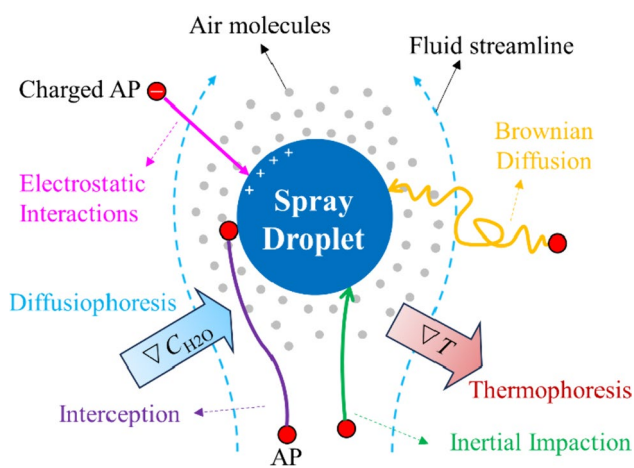 Air molecules
Fluid streamline
Charged AP
−
Brownian
Diffusion
Electrostatic
Interactions
+ + + + +
Spray
Droplet
Diffusiophoresis
▽ C_H2O
▽ T
Thermophoresis
Interception
Inertial Impaction
AP